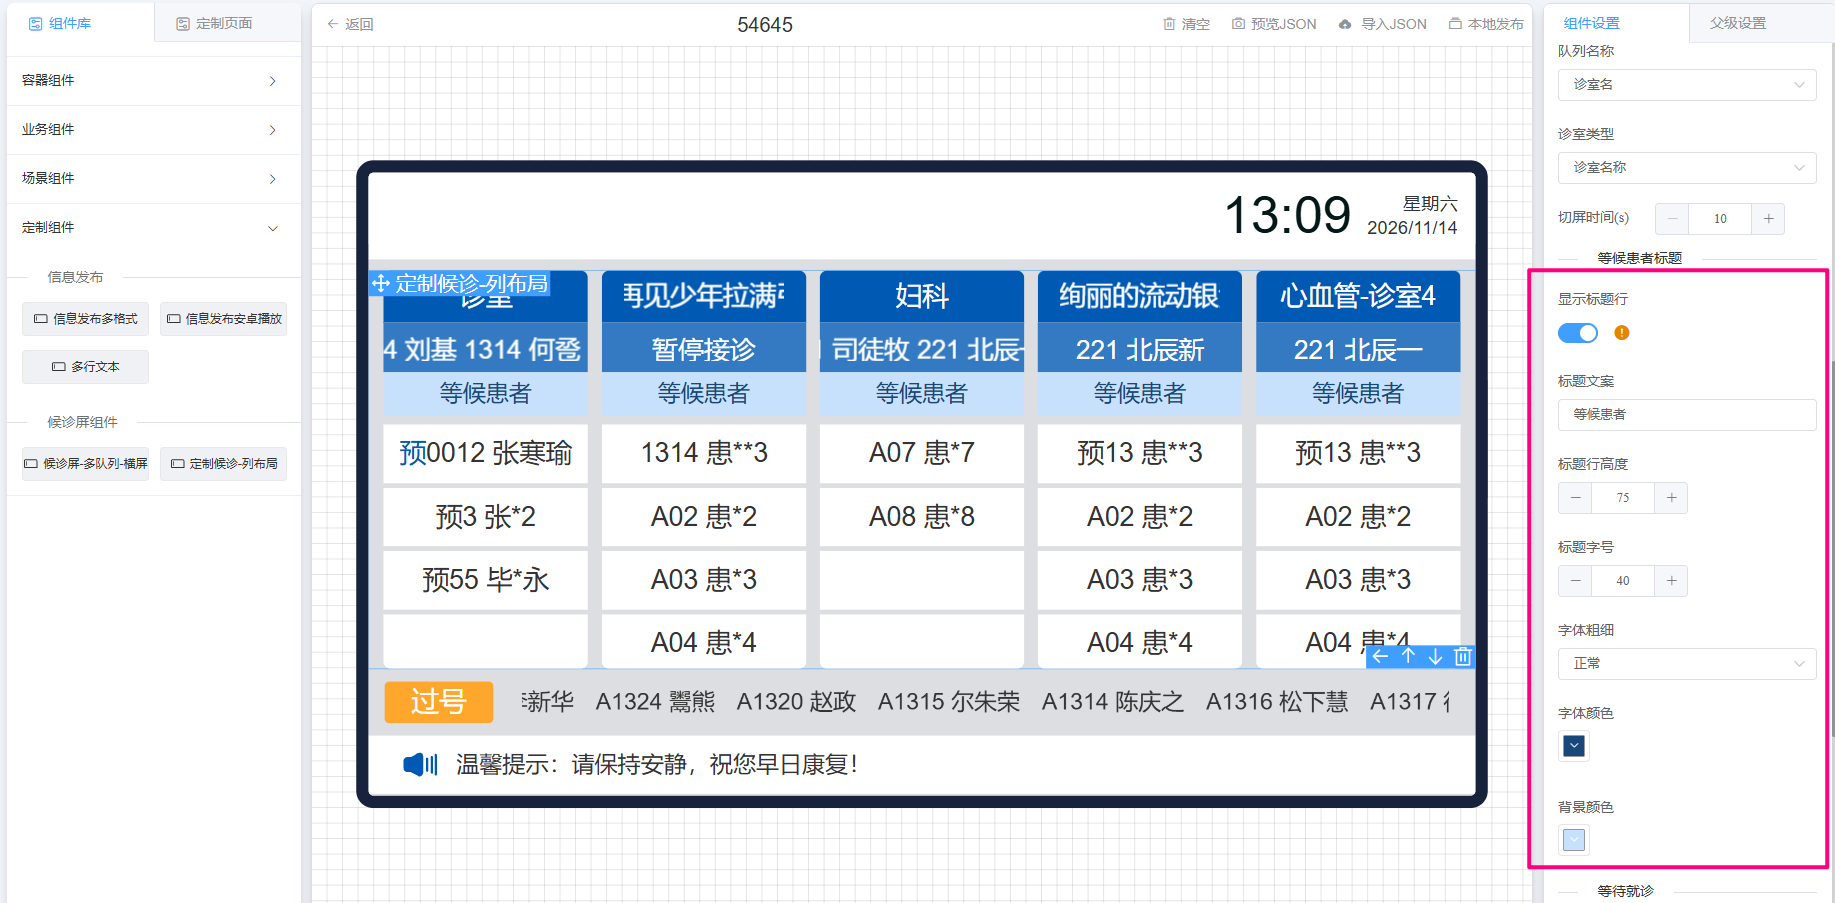 组件库
定制页面
容器组件
业务组件
场景组件
定制组件
信息发布
信息发布多格式
信息发布安卓播放
多行文本
候诊屏组件
候诊屏-多队列-横屏
定制候诊-列布局
返回
54645
清空
预览JSON
导入JSON
本地发布
13:09
星期六
2026/11/14
定制候诊-列布局
诊室
再见少年拉满
妇科
绚丽的流动银
心血管-诊室4
4 刘基 1314 何
暂停接诊
司徒牧 221 北辰一
221 北辰新
221 北辰一
等候患者
等候患者
等候患者
等候患者
等候患者
预0012 张寒瑜
1314 患**3
A07 患*7
预13 患**3
预13 患**3
预3 张*2
A02 患*2
A08 患*8
A02 患*2
A02 患*2
预55 毕*永
A03 患*3
A03 患*3
A03 患*3
A04 患*4
A04 患*4
A04 患*4
过号
新华 A1324 鸞熊 A1320 赵政 A1315 尔朱荣 A1314 陈庆之 A1316 松下慧 A1317
温馨提示：请保持安静，祝您早日康复！
组件设置
父级设置
队列名称
诊室名
诊室类型
诊室名称
切屏时间(s)
10
等候患者标题
显示标题行
标题文案
等候患者
标题行高度
75
标题字号
40
字体粗细
正常
字体颜色
背景颜色
等待就诊